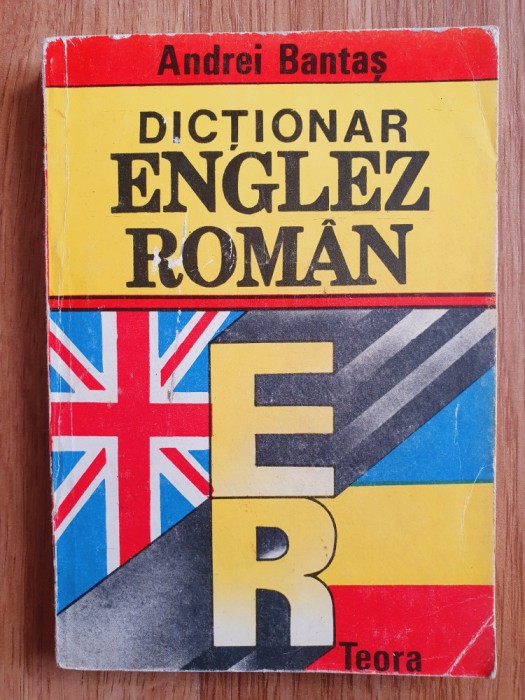 Andrei Bantaș
DICȚIONAR
ENGLEZ
ROMÂN
E
R
Teora